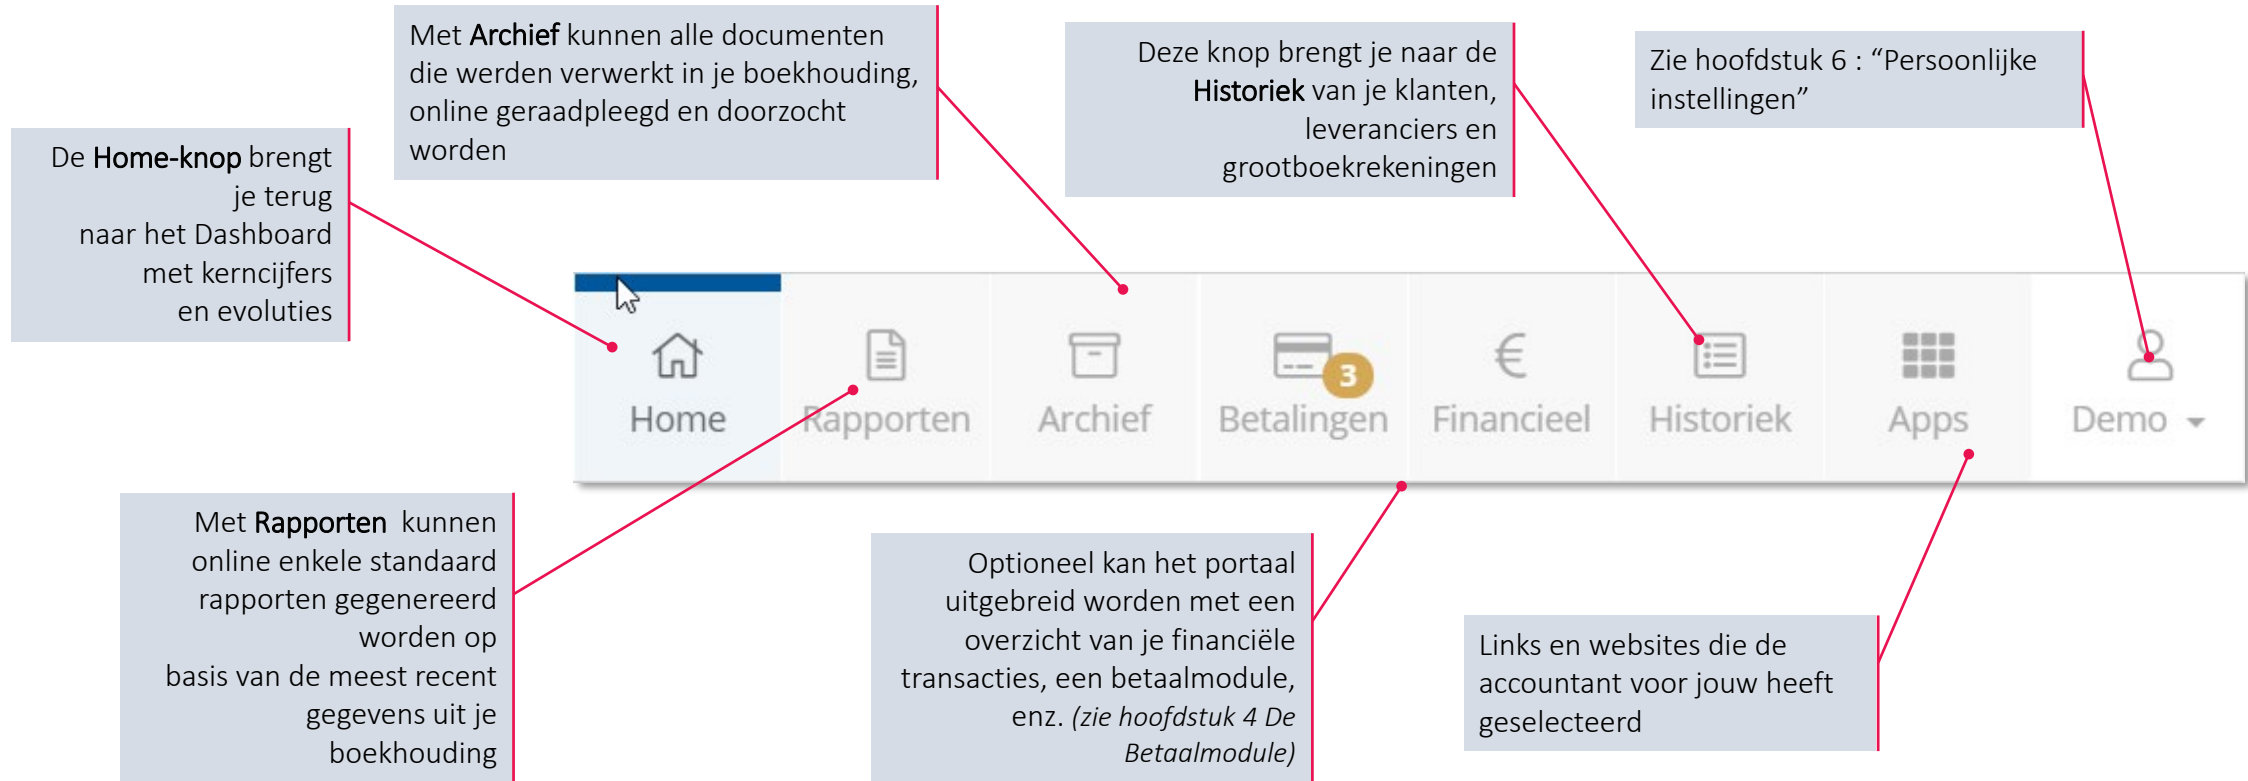 Met Archief kunnen alle documenten
die werden verwerkt in je boekhouding,
online geraadpleegd en doorzocht
worden
Deze knop brengt je naar de
Historiek van je klanten,
leveranciers en
grootboekrekeningen
Zie hoofdstuk 6 : “Persoonlijke
instellingen”
De Home-knop brengt
je terug
naar het Dashboard
met kerncijfers
en evoluties
3
Home
Rapporten
Archief
Betalingen
Financieel
Historiek
Apps
Demo
Met Rapporten kunnen
online enkele standaard
rapporten gegenereerd
worden op
basis van de meest recent
gegevens uit je
boekhouding
Optioneel kan het portaal
uitgebreid worden met een
overzicht van je financiële
transacties, een betaalmodule,
enz. (zie hoofdstuk 4 De
Betaalmodule)
Links en websites die de
accountant voor jouw heeft
geselecteerd